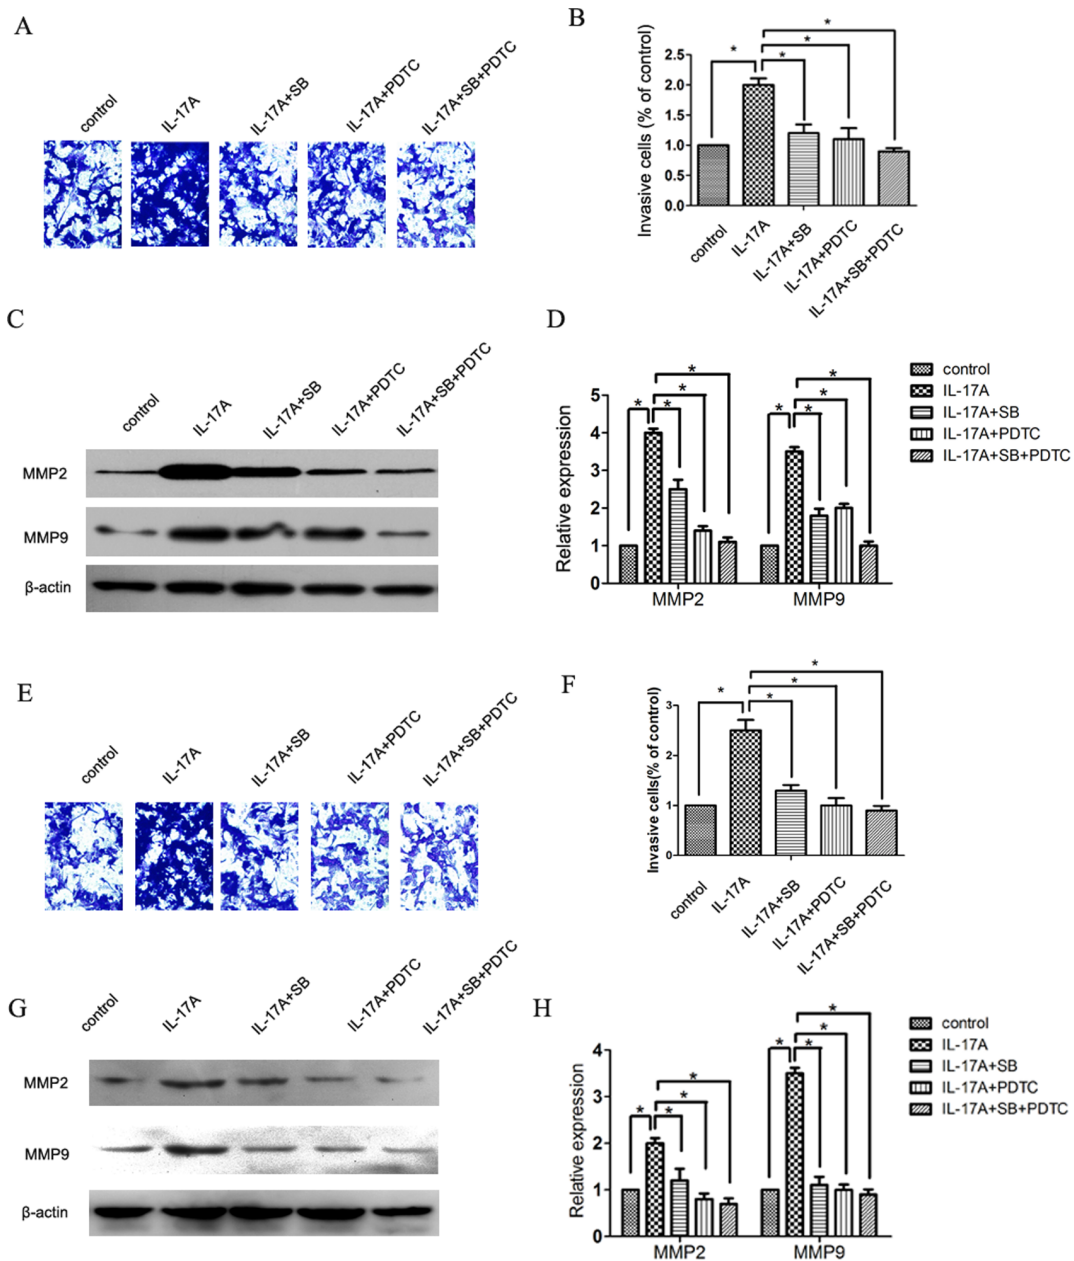 A
control
IL-17A
IL-17A+SB
IL-17A+PDTC
IL-17A+SB+PDTC
B
Invasive cells (% of control)
2.5
2.0
1.5
1.0
0.5
0.0
*
*
*
*
control
IL-17A
IL-17A+SB
IL-17A+PDTC
IL-17A+SB+PDTC
C
control
IL-17A
IL-17A+SB
IL-17A+PDTC
IL-17A+SB+PDTC
MMP2
MMP9
β-actin
D
Relative expression
5
4
3
2
1
0
*
*
*
*
*
*
*
*
MMP2
MMP9
control
IL-17A
IL-17A+SB
IL-17A+PDTC
IL-17A+SB+PDTC
E
control
IL-17A
IL-17A+SB
IL-17A+PDTC
IL-17A+SB+PDTC
F
Invasive cells(% of control)
3
2
1
0
*
*
*
*
control
IL-17A
IL-17A+SB
IL-17A+PDTC
IL-17A+SB+PDTC
G
control
IL-17A
IL-17A+SB
IL-17A+PDTC
IL-17A+SB+PDTC
MMP2
MMP9
β-actin
H
Relative expression
4
3
2
1
0
*
*
*
*
*
*
*
*
MMP2
MMP9
control
IL-17A
IL-17A+SB
IL-17A+PDTC
IL-17A+SB+PDTC